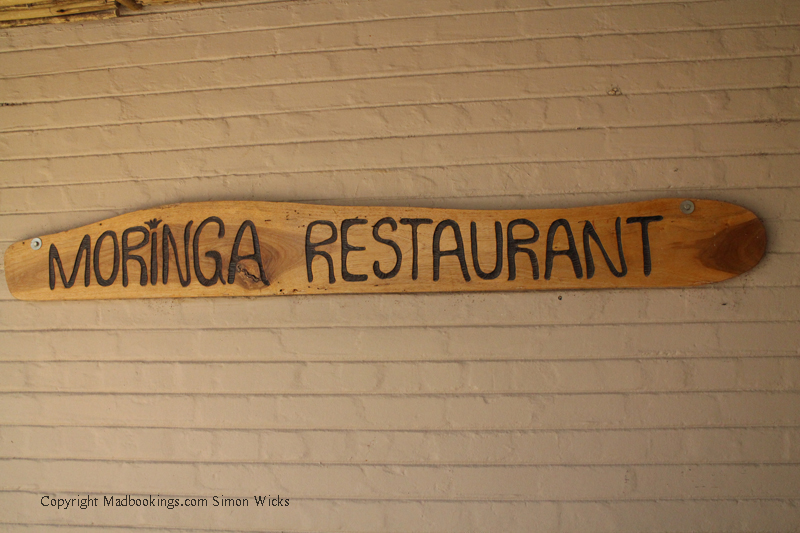 MORINGA RESTAURANT
Copyright Madbookings.com Simon Wicks